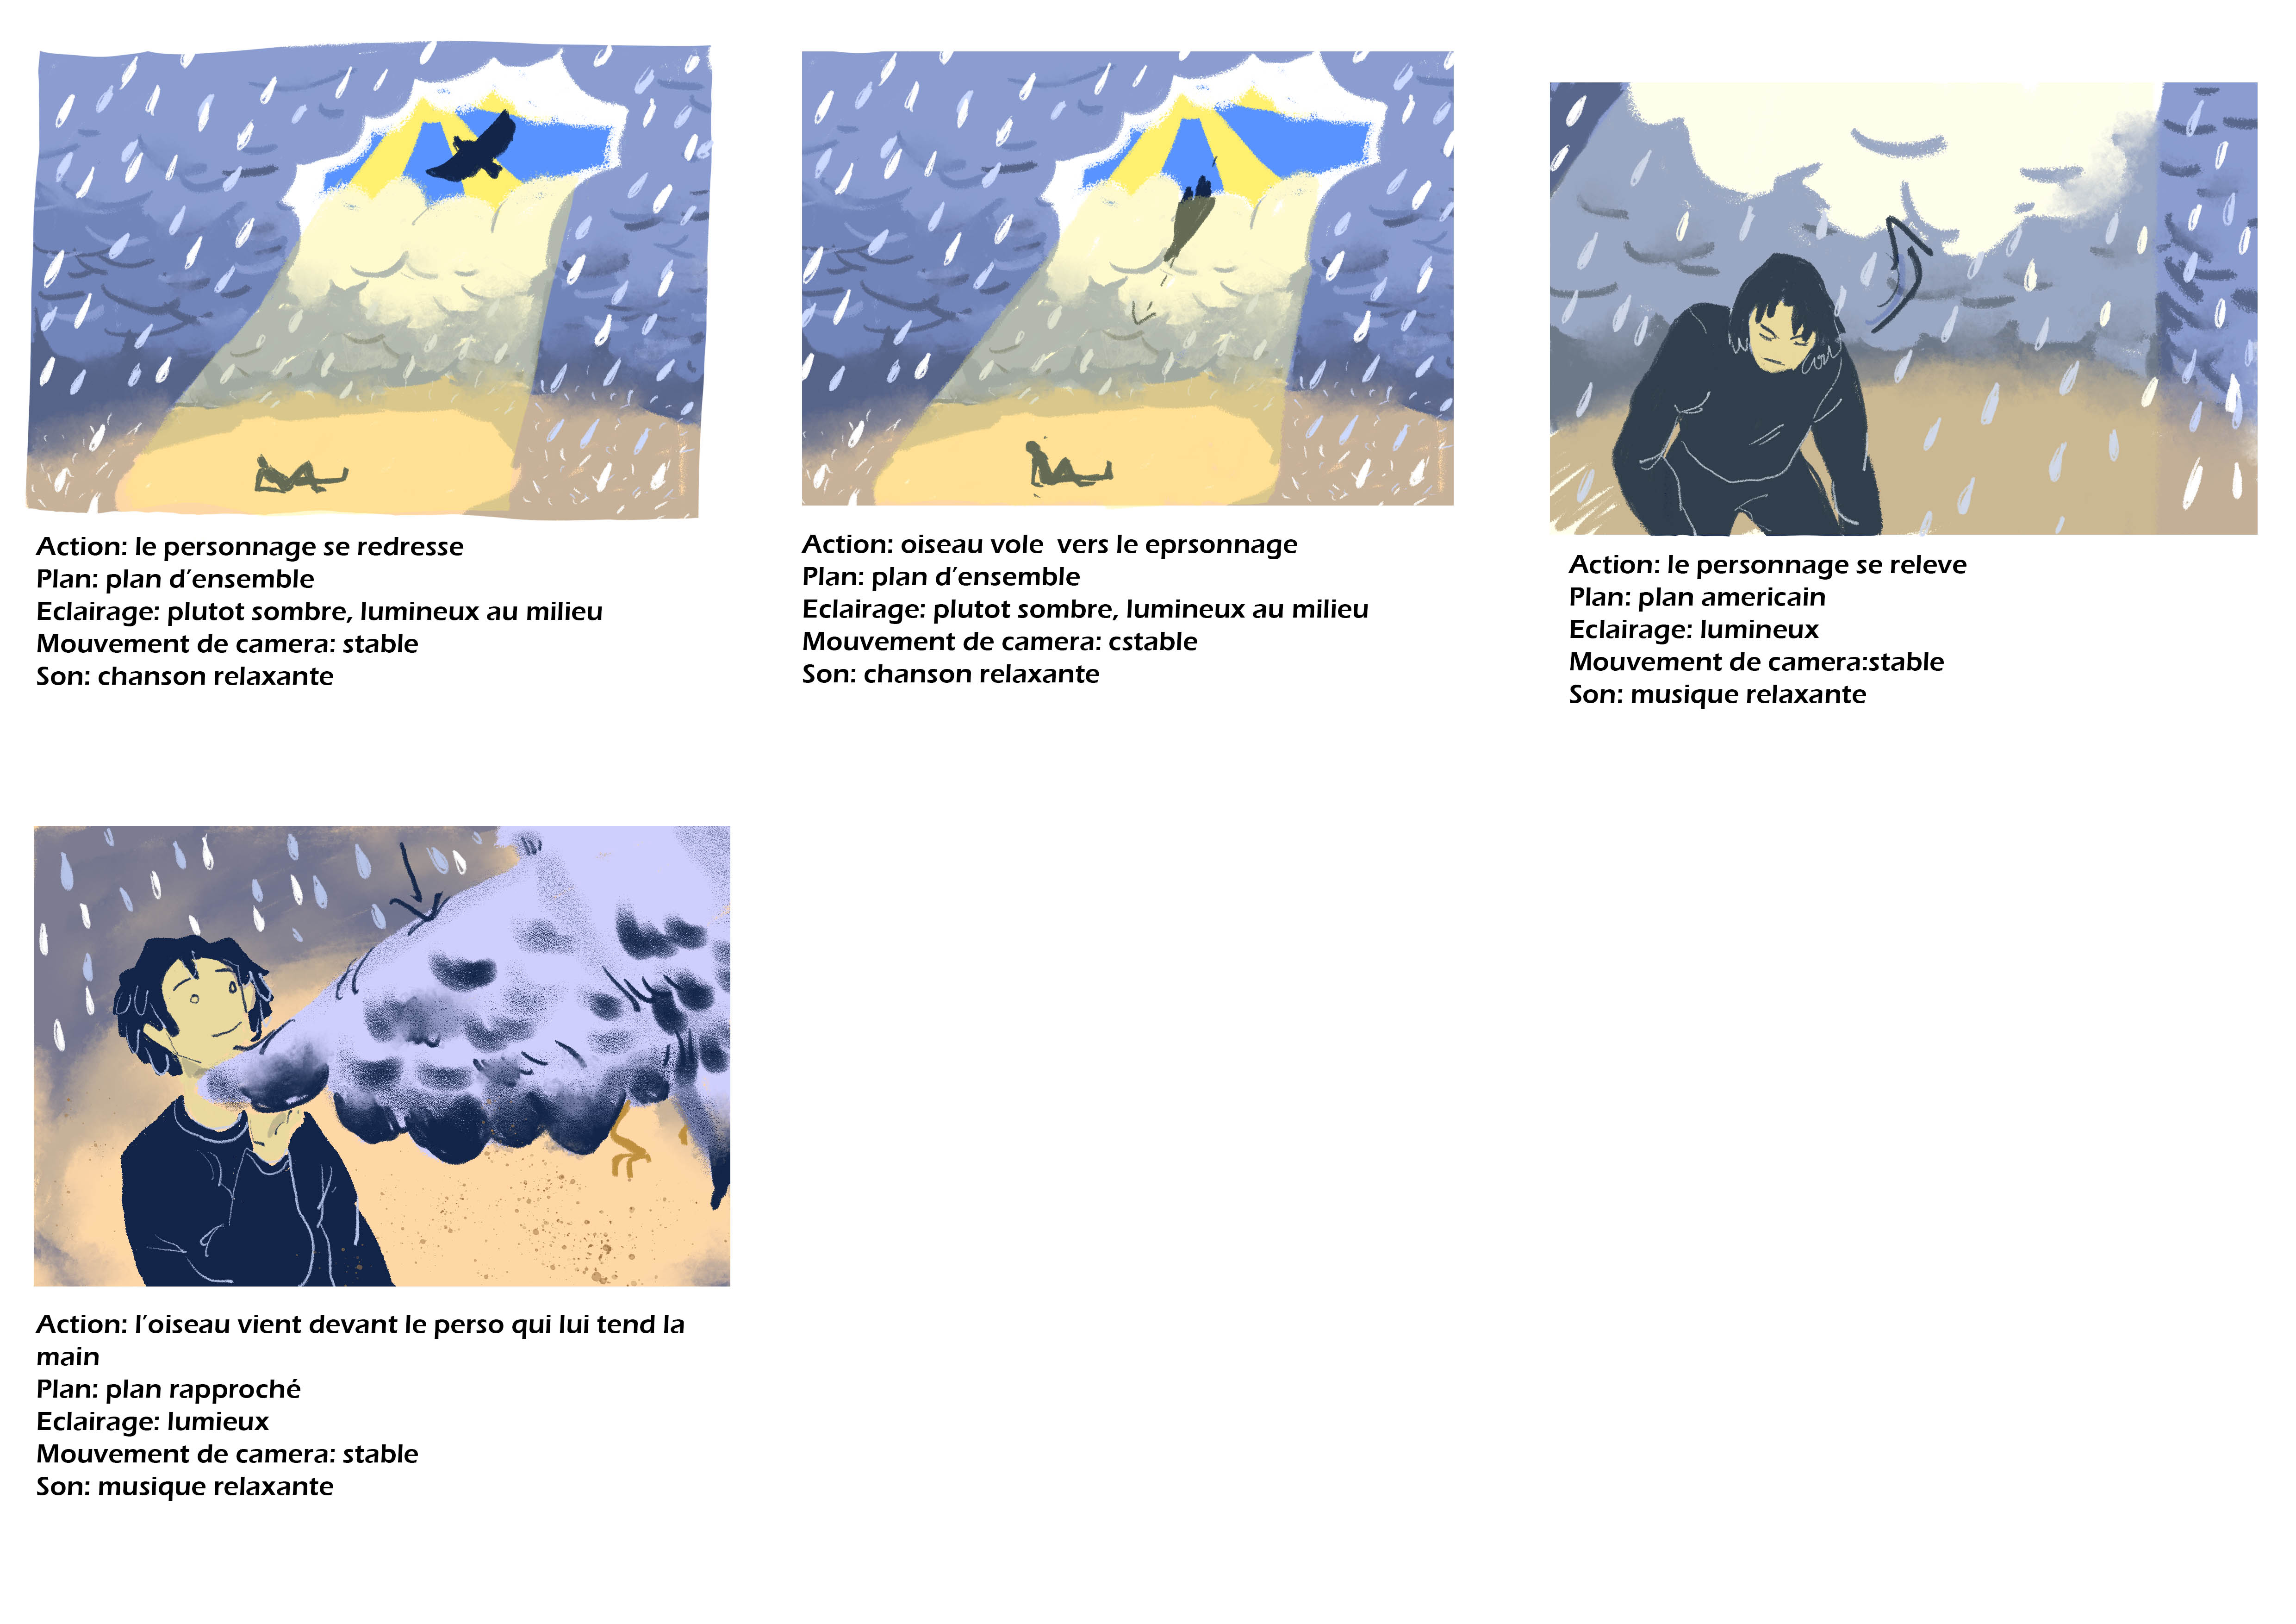 Action: le personnage se redresse
Plan: plan d'ensemble
Eclairage: plutot sombre, lumineux au milieu
Mouvement de camera: stable
Son: chanson relaxante
Action: oiseau vole  vers le eprsonnage
Plan: plan d'ensemble
Eclairage: plutot sombre, lumineux au milieu
Mouvement de camera: cstable
Son: chanson relaxante
Action: le personnage se releve
Plan: plan americain
Eclairage: lumineux
Mouvement de camera:stable
Son: musique relaxante
Action: l'oiseau vient devant le perso qui lui tend la
main
Plan: plan rapproché
Eclairage: lumieux
Mouvement de camera: stable
Son: musique relaxante